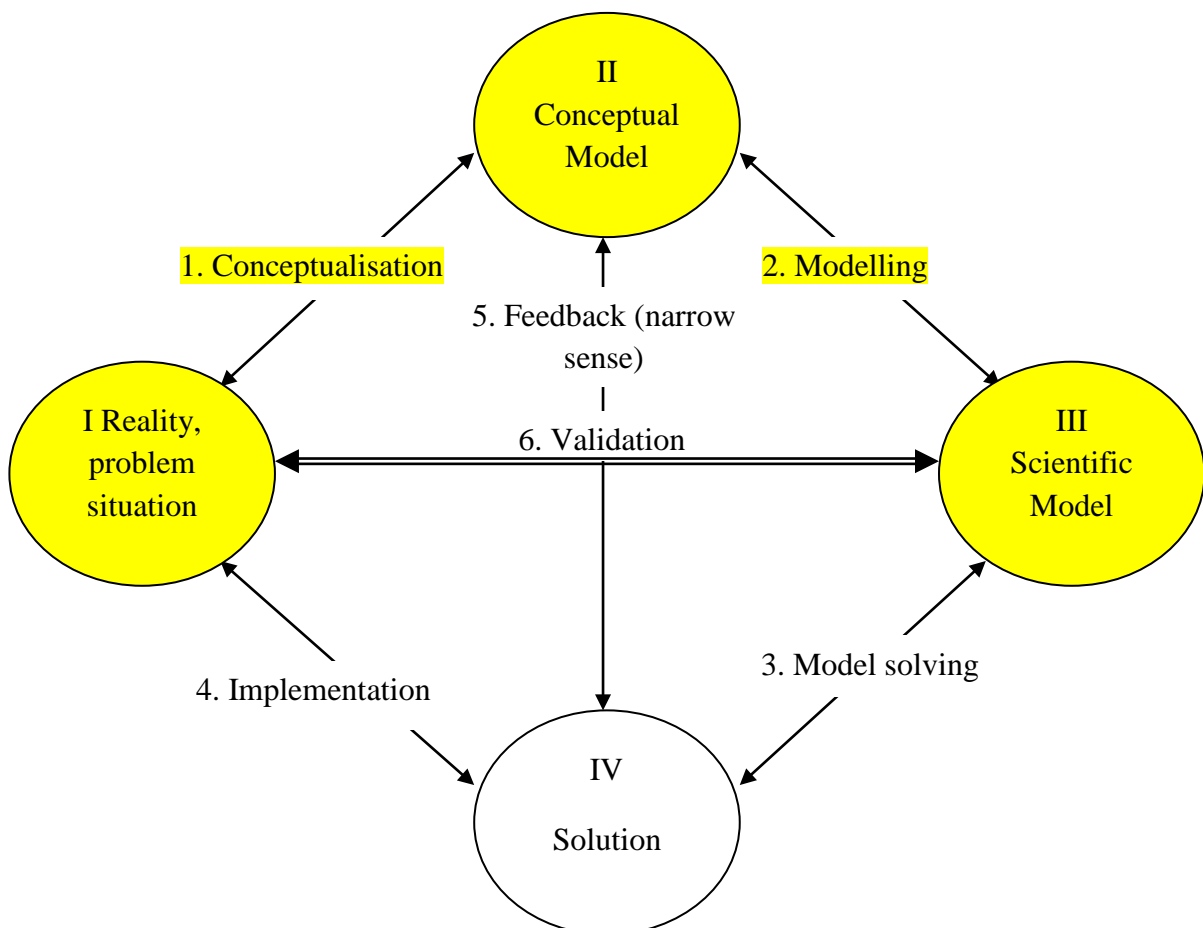 II
Conceptual
Model
1. Conceptualisation
2. Modelling
5. Feedback (narrow
sense)
I Reality,
problem
situation
6. Validation
III
Scientific
Model
4. Implementation
3. Model solving
IV
Solution